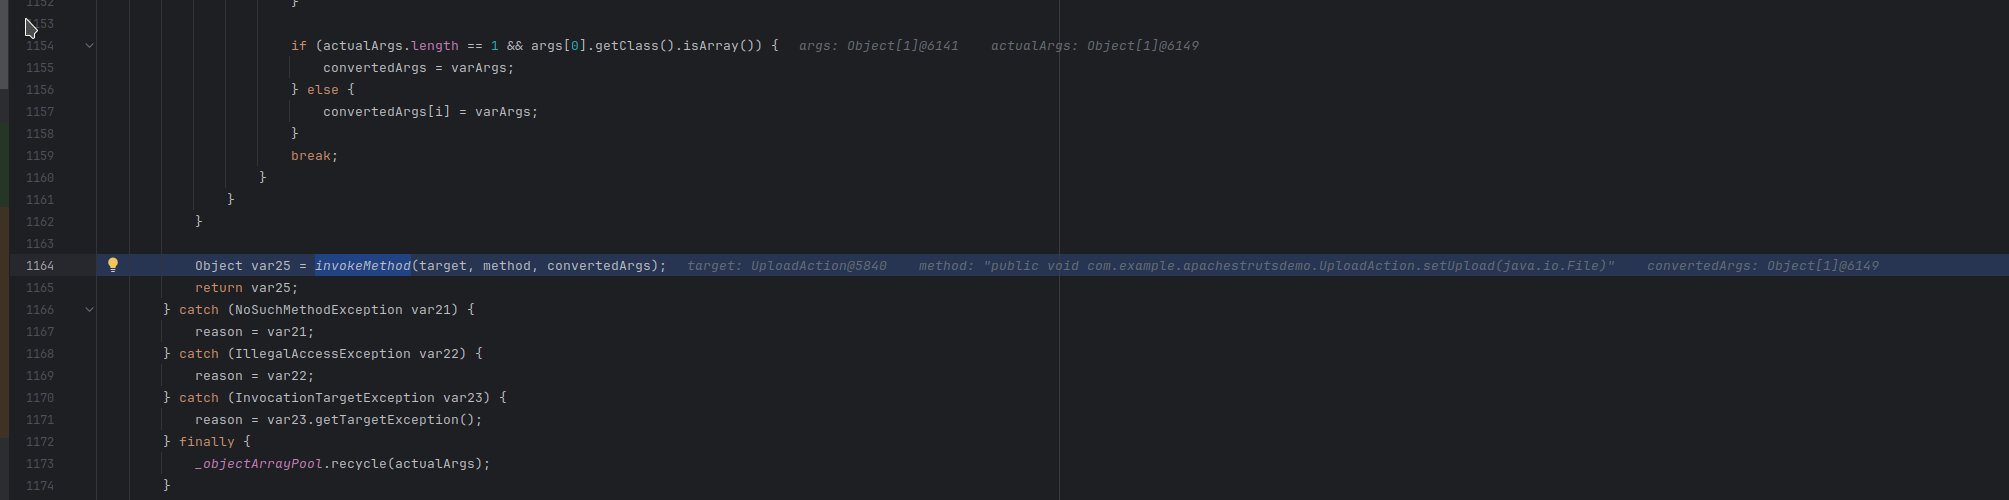 1152 }
1153
1154 if (actualArgs.length == 1 && args[0].getClass().isArray()) { args: Object[1]@6141 actualArgs: Object[1]@6149
1155 convertedArgs = varArgs;
1156 } else {
1157 convertedArgs[i] = varArgs;
1158 }
1159 break;
1160 }
1161 }
1162 }
1163
1164 Object var25 = invokeMethod(target, method, convertedArgs); target: UploadAction@5840 method: "public void com.example.apachestrutsdemo.UploadAction.setUpload(java.io.File)" convertedArgs: Object[1]@6149
1165 return var25;
1166 } catch (NoSuchMethodException var21) {
1167 reason = var21;
1168 } catch (IllegalAccessException var22) {
1169 reason = var22;
1170 } catch (InvocationTargetException var23) {
1171 reason = var23.getTargetException();
1172 } finally {
1173 _objectArrayPool.recycle(actualArgs);
1174 }